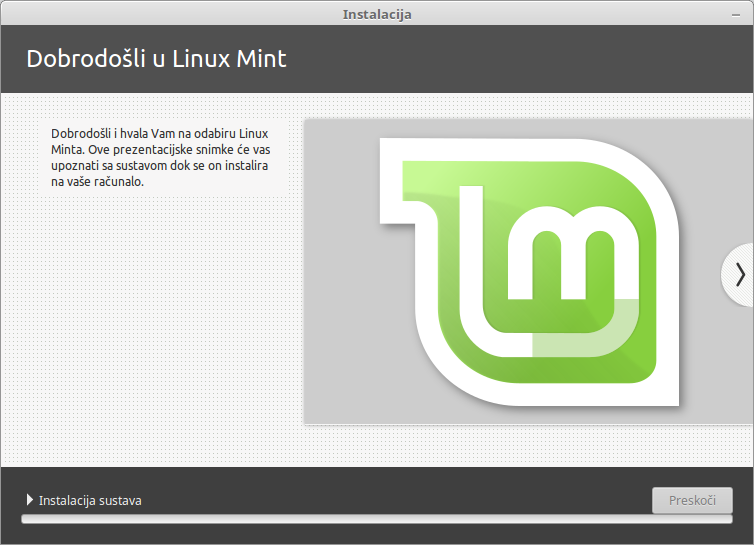 Instalacija
Dobrodošli u Linux Mint
Dobrodošli i hvala Vam na odabiru Linux
Minta. Ove prezentacijske snimke će vas
upoznati sa sustavom dok se on instalira
na vaše računalo.
lm
Instalacija sustava
Preskoči